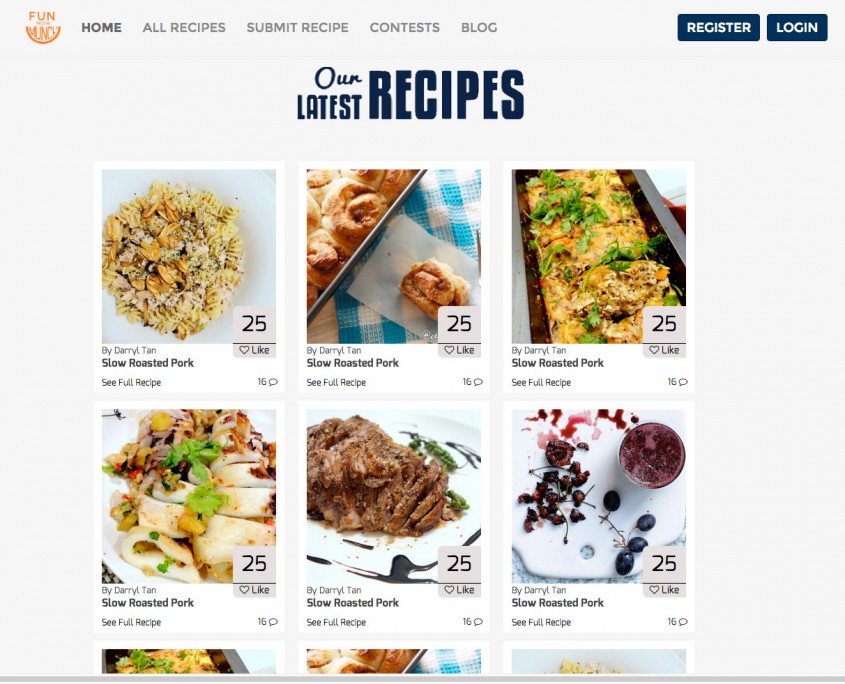 FUN
WITH
MUNCH
HOME
ALL RECIPES
SUBMIT RECIPE
CONTESTS
BLOG
REGISTER
LOGIN
Our
LATEST RECIPES
25
Like
By Darryl Tan
Slow Roasted Pork
See Full Recipe
16
25
Like
By Darryl Tan
Slow Roasted Pork
See Full Recipe
16
25
Like
By Darryl Tan
Slow Roasted Pork
See Full Recipe
16
25
Like
By Darryl Tan
Slow Roasted Pork
See Full Recipe
16
25
Like
By Darryl Tan
Slow Roasted Pork
See Full Recipe
16
25
Like
By Darryl Tan
Slow Roasted Pork
See Full Recipe
16